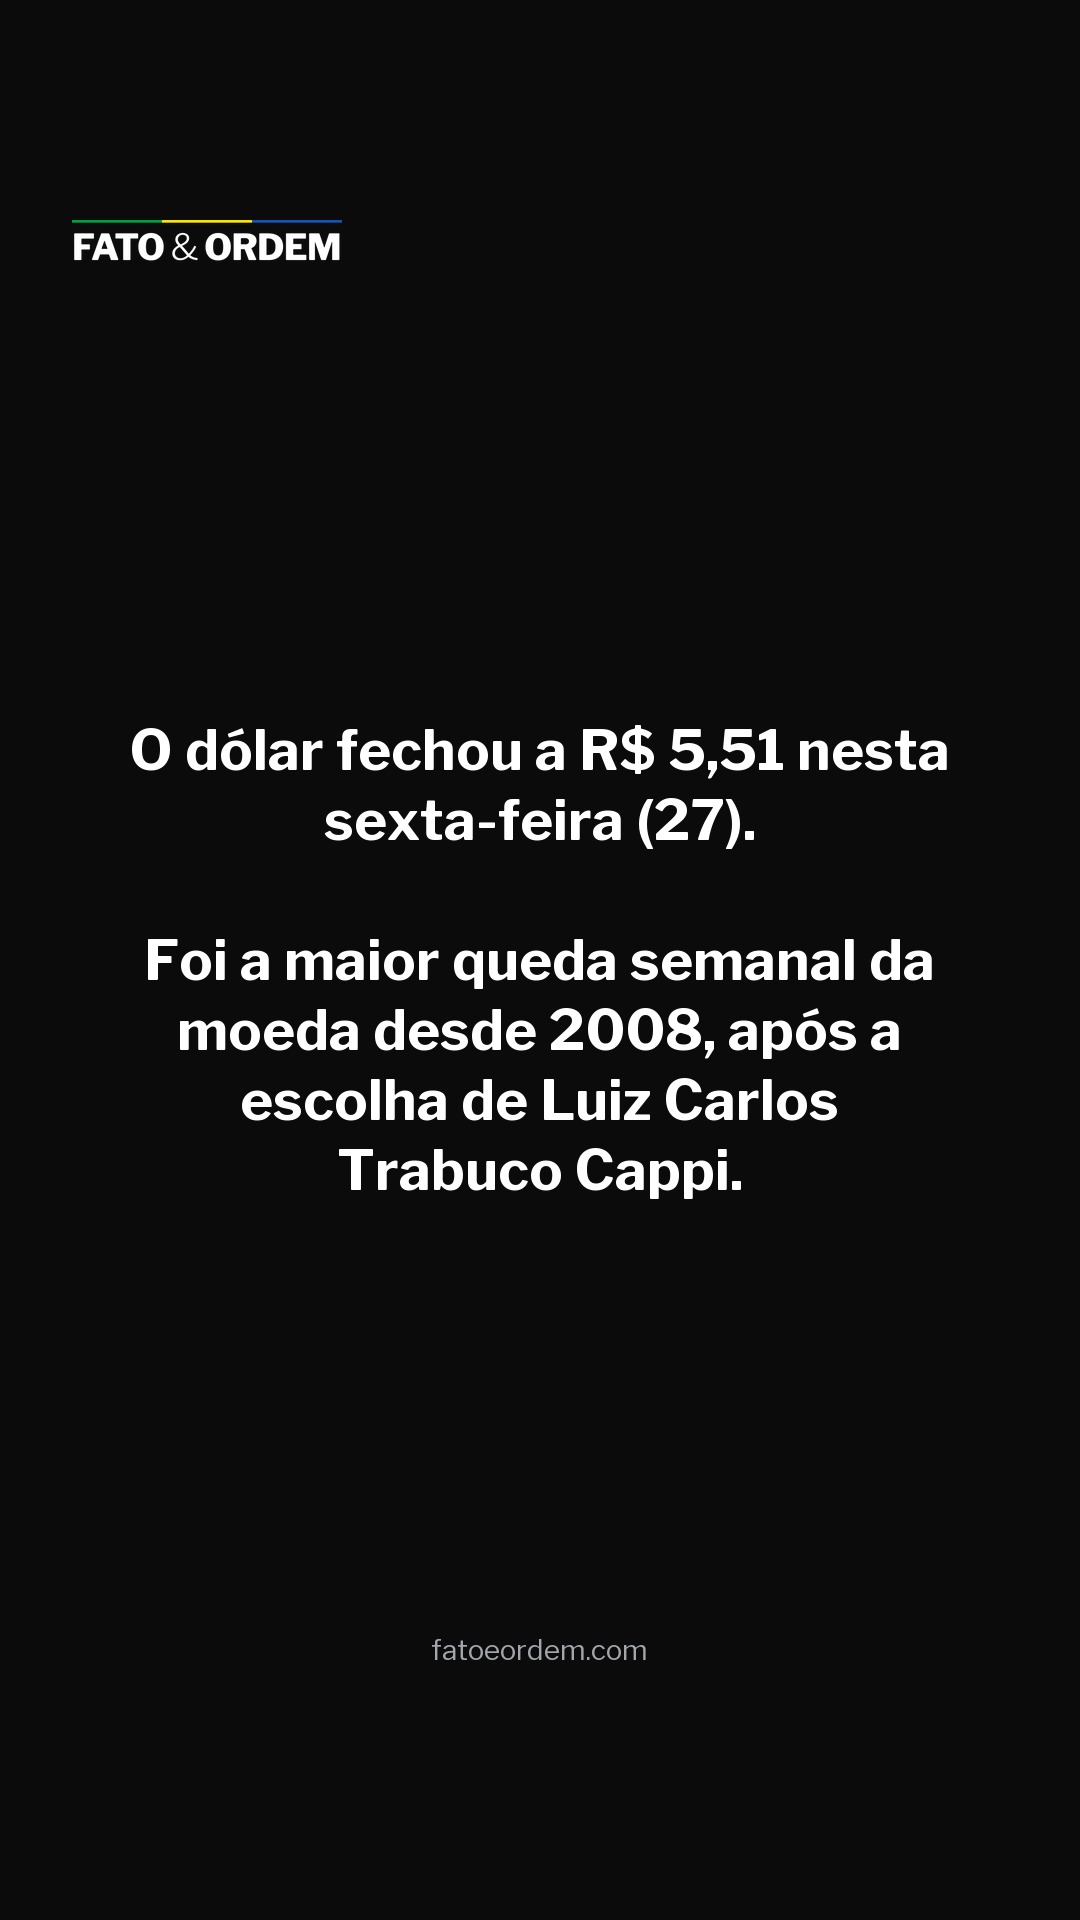 FATO & ORDEM
O dólar fechou a R$ 5,51 nesta
sexta-feira (27).
Foi a maior queda semanal da
moeda desde 2008, após a
escolha de Luiz Carlos
Trabuco Cappi.
fatoeordem.com